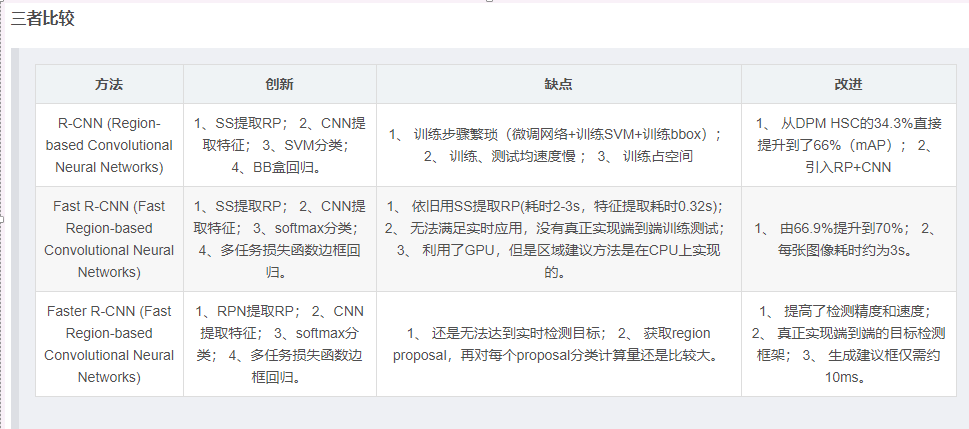 三者比较
方法
创新
缺点
改进
R-CNN (Region-
based Convolutional
Neural Networks)
1、SS提取RP； 2、CNN提
取特征； 3、SVM分类；
4、BB盒回归。
1、 训练步骤繁琐（微调网络+训练SVM+训练bbox）；
2、 训练、测试均速度慢 ； 3、 训练占空间
1、 从DPM HSC的34.3%直接
提升到了66%（mAP）； 2、
引入RP+CNN
Fast R-CNN (Fast
Region-based
Convolutional Neural
Networks)
1、SS提取RP； 2、CNN提
取特征； 3、softmax分类；
4、多任务损失函数边框回
归。
1、 依旧用SS提取RP(耗时2-3s，特征提取耗时0.32s)；
2、 无法满足实时应用，没有真正实现端到端训练测试；
3、 利用了GPU，但是区域建议方法是在CPU上实现
的。
1、 由66.9%提升到70%； 2、
每张图像耗时约为3s。
Faster R-CNN (Fast
Region-based
Convolutional Neural
Networks)
1、RPN提取RP； 2、CNN
提取特征； 3、softmax分
类； 4、多任务损失函数边
框回归。
1、 还是无法达到实时检测目标； 2、 获取region
proposal，再对每个proposal分类计算量还是比较大。
1、 提高了检测精度和速度；
2、 真正实现端到端的目标检测
框架； 3、 生成建议框仅需约
10ms。